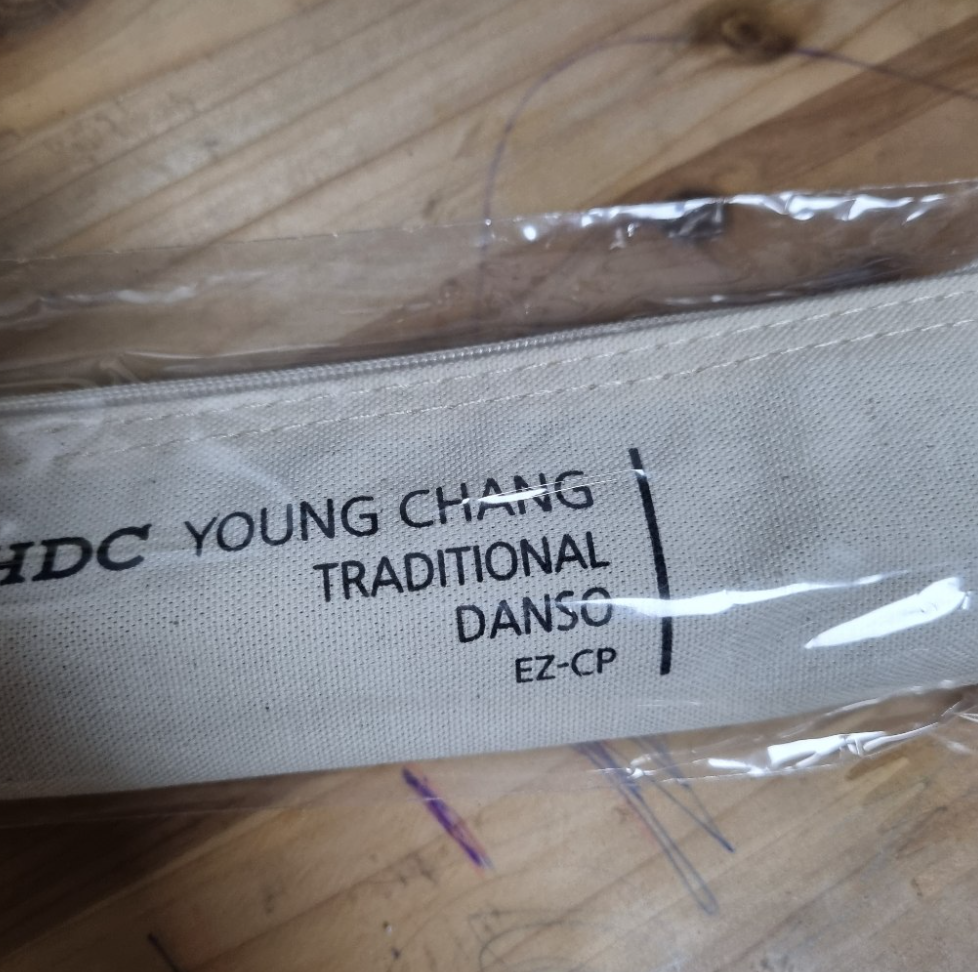 HDC YOUNG CHANG
TRADITIONAL
DANSO
EZ-CP